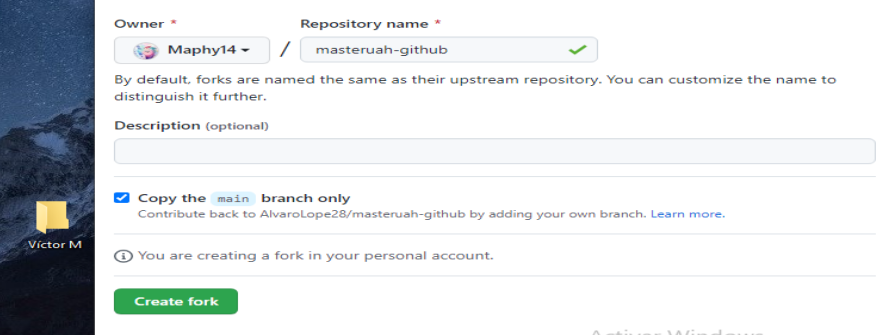 Owner * Repository name *
Maphy14 / masteruah-github
By default, forks are named the same as their upstream repository. You can customize the name to
distinguish it further.
Description (optional)
Copy the main branch only
Contribute back to AlvaroLope28/masteruah-github by adding your own branch. Learn more.
Víctor M
You are creating a fork in your personal account.
Create fork
Activar Windows